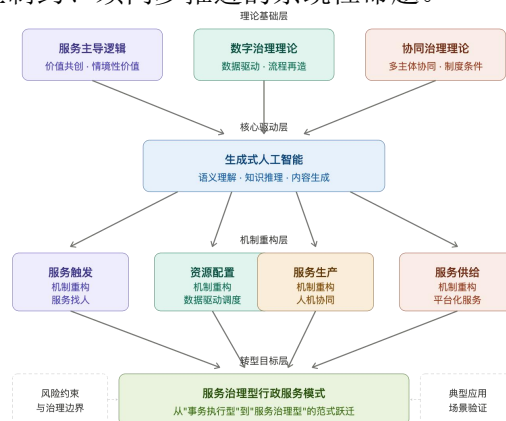 理论基础层
服务主导逻辑
价值共创 · 情境性价值
数字治理理论
数据驱动 · 流程再造
协同治理理论
多主体协同 · 制度条件
核心驱动层
生成式人工智能
语义理解 · 知识推理 · 内容生成
机制重构层
服务触发
机制重构
服务找人
资源配置
机制重构
数据驱动调度
服务生产
机制重构
人机协同
服务供给
机制重构
平台化服务
转型目标层
风险约束
与治理边界
服务治理型行政服务模式
从"事务执行型"到"服务治理型"的范式跃迁
典型应用
场景验证